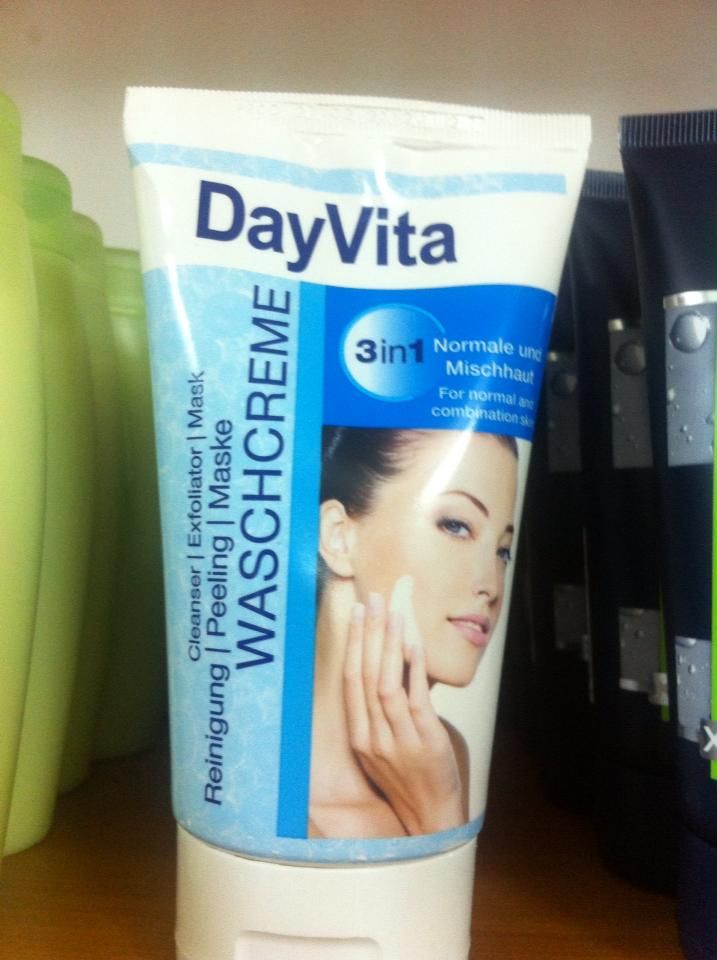 DayVita
3in1
Normale und
Mischhaut
For normal and
combination skin
WASCHCREME
Reinigung | Peeling | Maske
Cleanser | Exfoliator | Mask
X